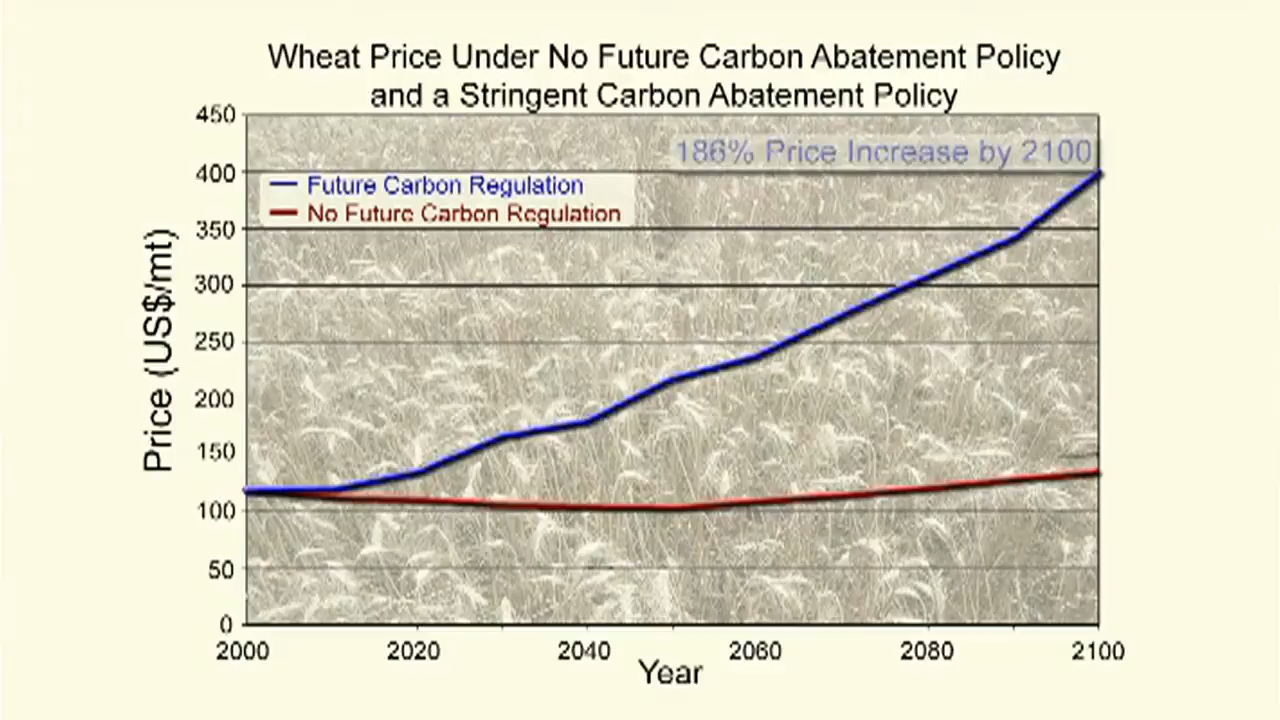 Wheat Price Under No Future Carbon Abatement Policy
and a Stringent Carbon Abatement Policy
450
186% Price Increase by 2100
400
Future Carbon Regulation
No Future Carbon Regulation
350
300
250
200
150
100
50
0
Price (US$/mt)
2000 2020 2040 2060 2080 2100
Year